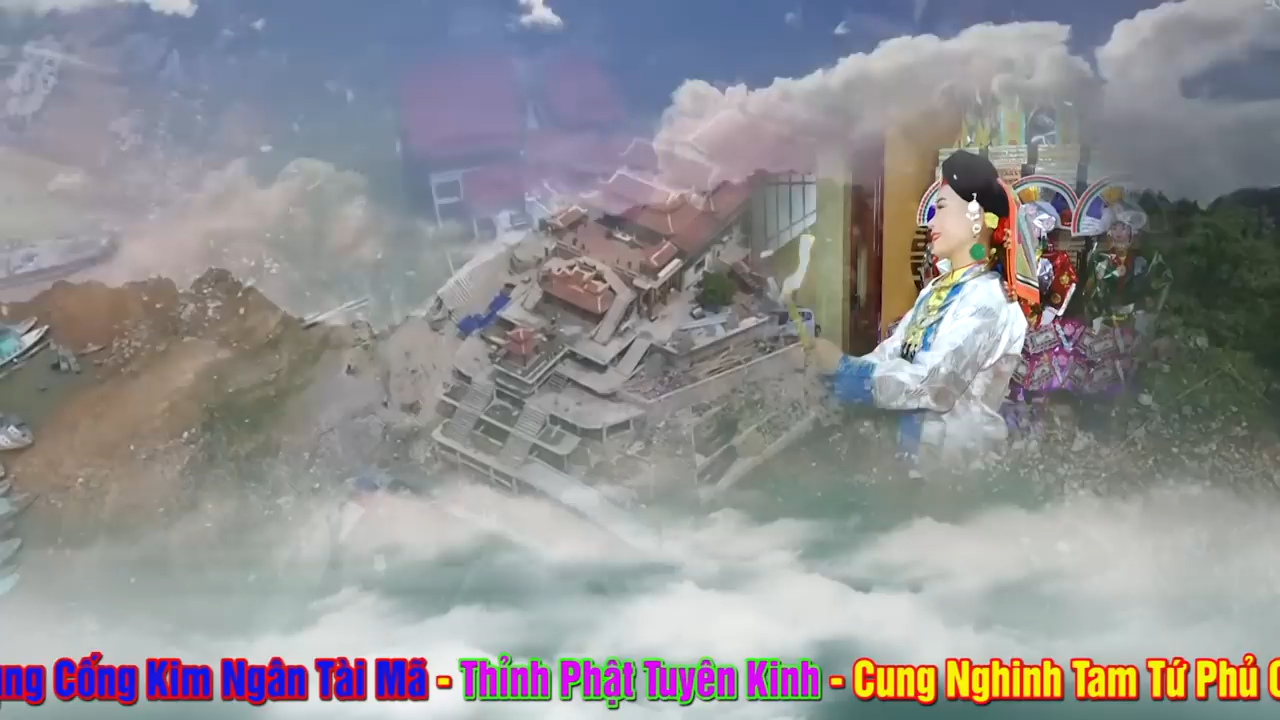 Cống Kim Ngân Tài Mã - Thỉnh Phật Tuyên Kinh - Cung Nghinh Tam Tứ Phủ